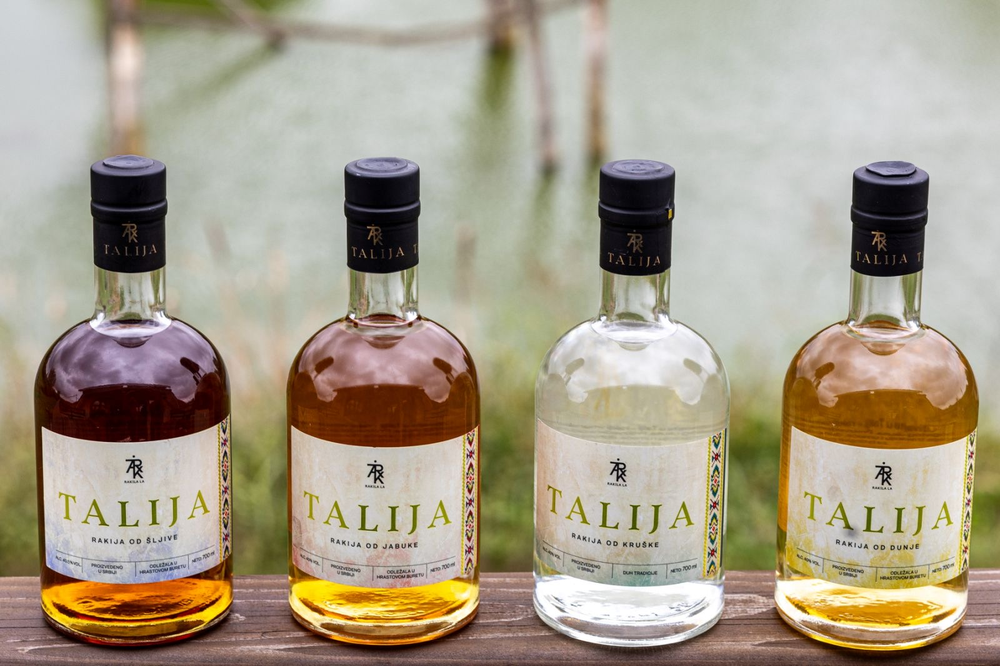 TALIJA
RAKILA LA
TALIJA
RAKIJA OD ŠLJIVE
ALC. 40.5% VOL.
PROIZVEDENO
U SRBIJI
ODLEŽALA U
HRASTOVOM BURETU
NETO: 700 ml
TALIJA
RAKILA LA
TALIJA
RAKIJA OD JABUKE
ALC. 40% VOL.
PROIZVEDENO
U SRBIJI
ODLEŽALA U
HRASTOVOM BURETU
NETO: 700 ml
TALIJA
RAKILA LA
TALIJA
RAKIJA OD KRUŠKE
ALC. 40% VOL.
PROIZVEDENO
U SRBIJI
DUH TRADICIJE
NETO: 700 ml
TALIJA
RAKILA LA
TALIJA
RAKIJA OD DUNJE
ALC. 40% VOL.
PROIZVEDENO
U SRBIJI
ODLEŽALA U
HRASTOVOM BURETU
NETO: 700 ml